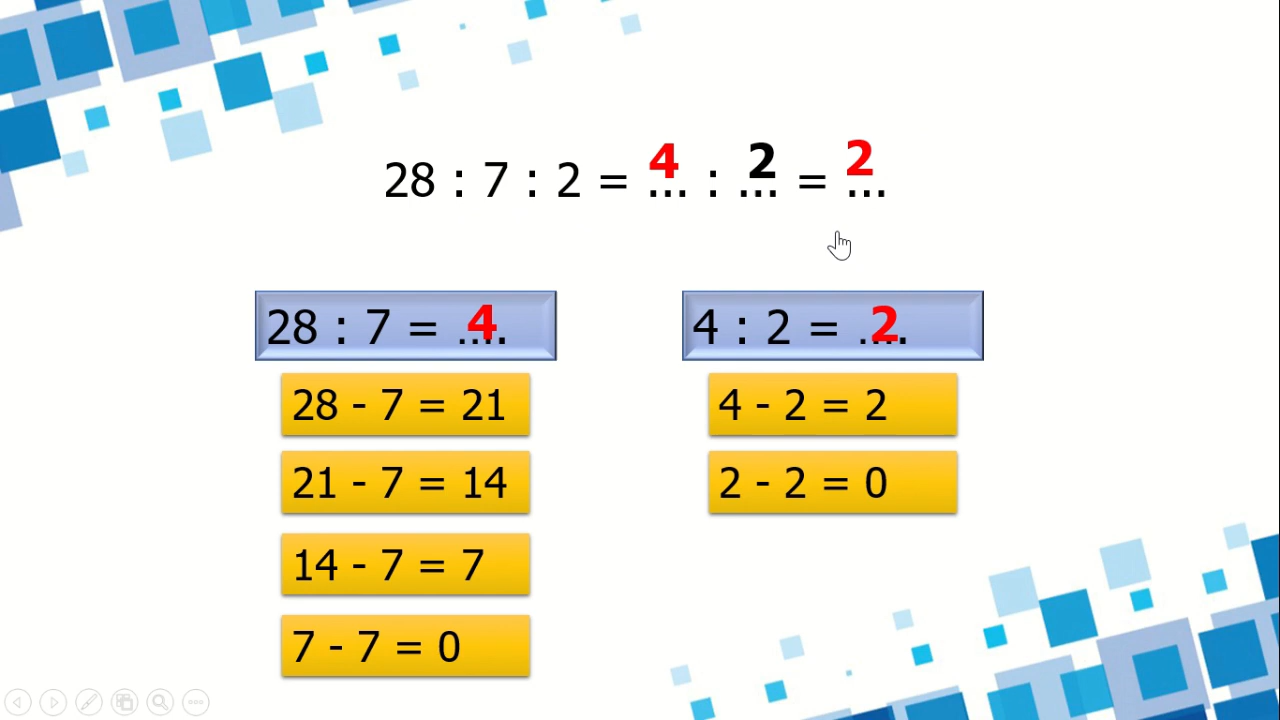 28 : 7 : 2 = 4 ... : 2 ... = 2 ...
28 : 7 = 4 ....
28 - 7 = 21
21 - 7 = 14
14 - 7 = 7
7 - 7 = 0
4 : 2 = 2 ....
4 - 2 = 2
2 - 2 = 0